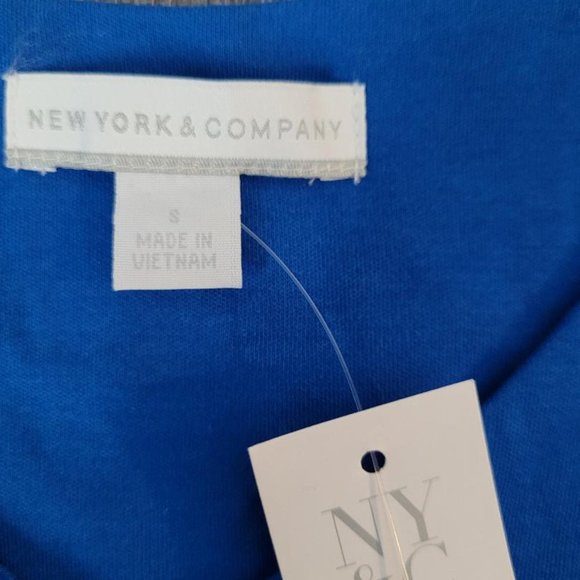 NEW YORK & COMPANY
S
MADE IN
VIETNAM
NY
&C